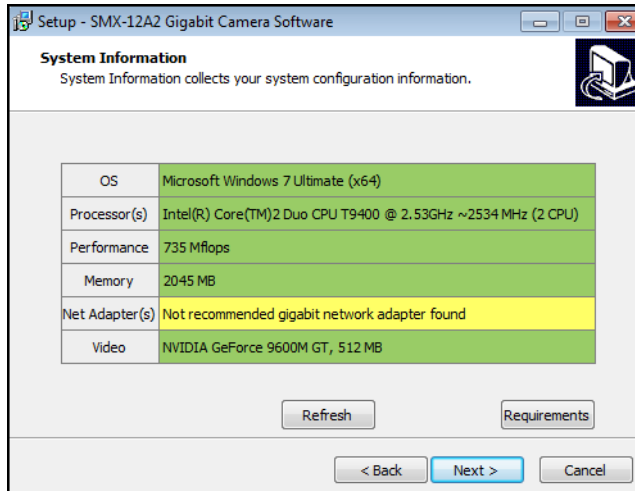 Setup - SMX-12A2 Gigabit Camera Software
System Information
System Information collects your system configuration information.
OS Microsoft Windows 7 Ultimate (x64)
Processor(s) Intel(R) Core(TM)2 Duo CPU T9400 @ 2.53GHz ~2534 MHz (2 CPU)
Performance 735 Mflops
Memory 2045 MB
Net Adapter(s) Not recommended gigabit network adapter found
Video NVIDIA GeForce 9600M GT, 512 MB
Refresh Requirements
< Back Next > Cancel